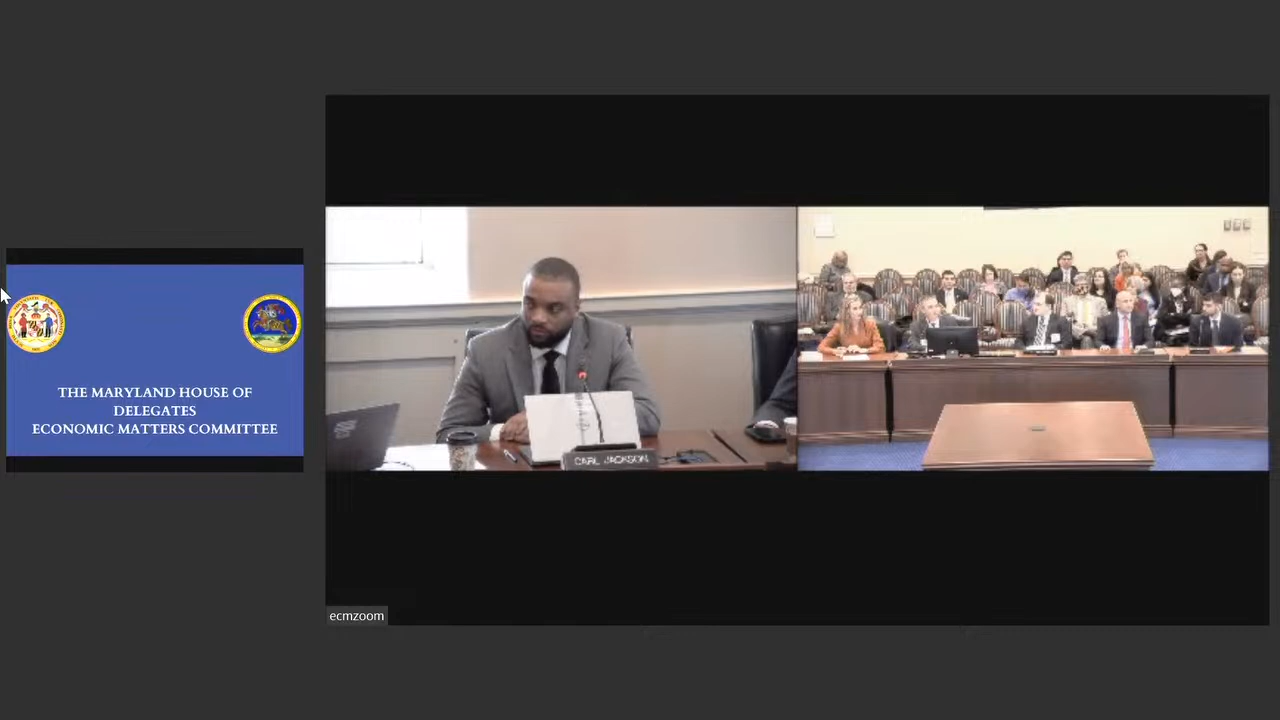 THE MARYLAND HOUSE OF
DELEGATES
ECONOMIC MATTERS COMMITTEE
CARL JACKSON
ecmzoom